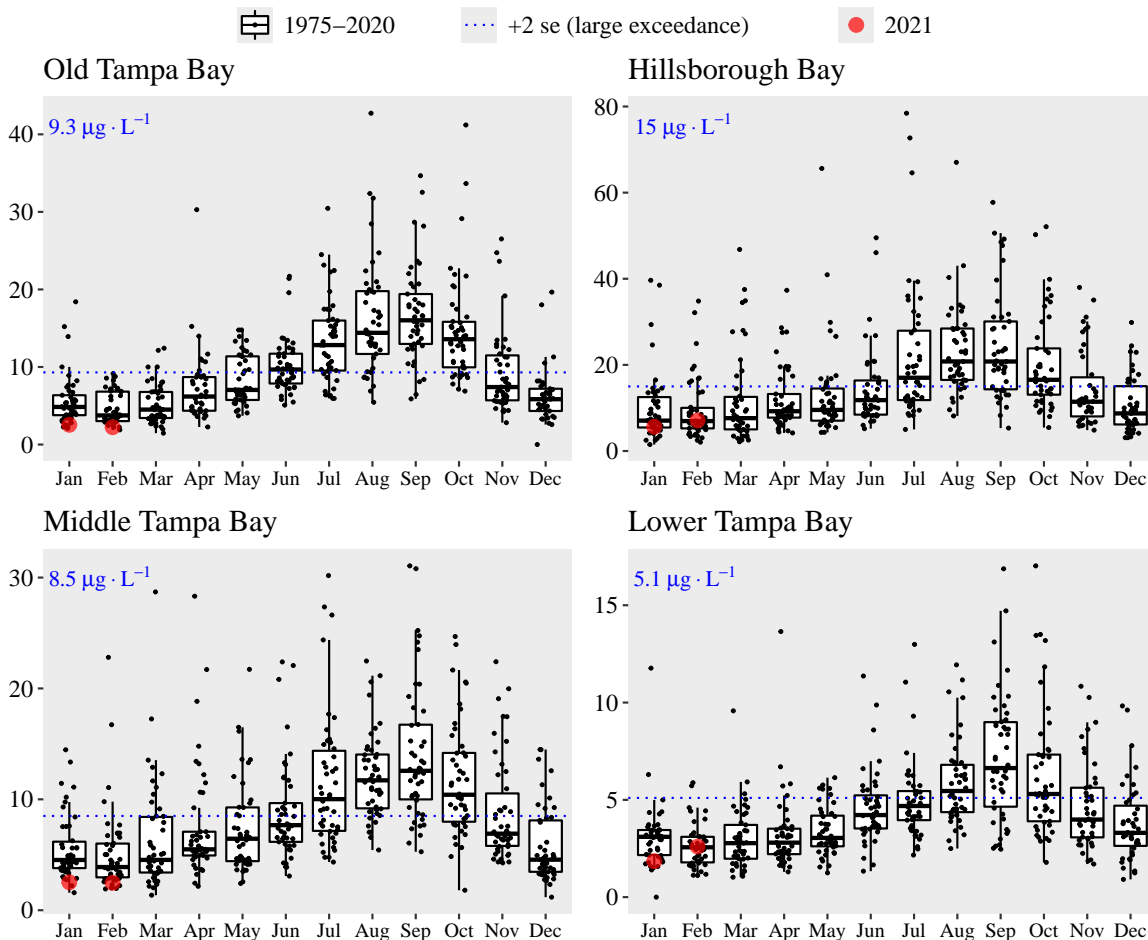 1975−2020 +2 se (large exceedance) 2021
Old Tampa Bay
9.3 μg · L⁻¹
40
30
20
10
0
Jan Feb Mar Apr May Jun Jul Aug Sep Oct Nov Dec
Hillsborough Bay
15 μg · L⁻¹
80
60
40
20
0
Jan Feb Mar Apr May Jun Jul Aug Sep Oct Nov Dec
Middle Tampa Bay
8.5 μg · L⁻¹
30
20
10
0
Jan Feb Mar Apr May Jun Jul Aug Sep Oct Nov Dec
Lower Tampa Bay
5.1 μg · L⁻¹
15
10
5
0
Jan Feb Mar Apr May Jun Jul Aug Sep Oct Nov Dec